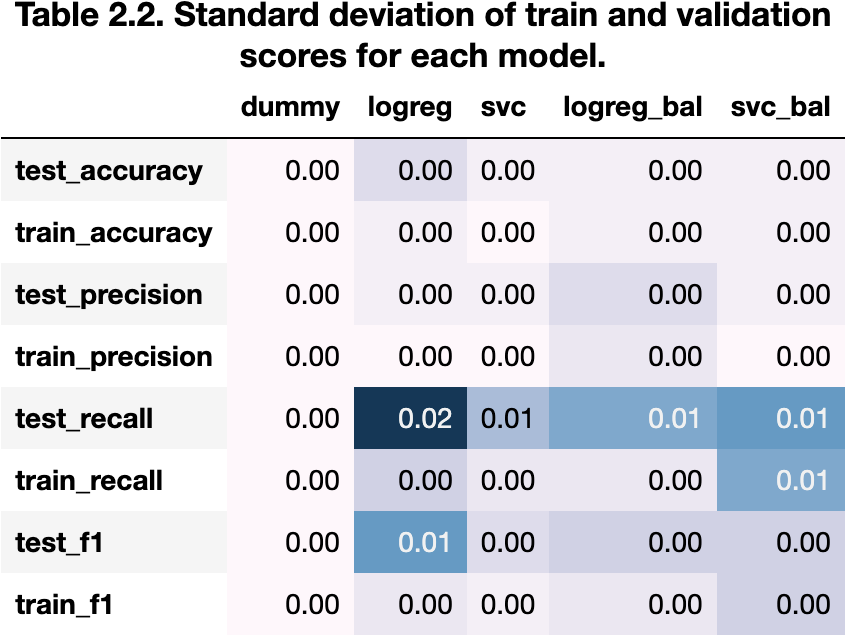 Table 2.2. Standard deviation of train and validation
scores for each model.
dummy logreg svc logreg_bal svc_bal
test_accuracy 0.00 0.00 0.00 0.00 0.00
train_accuracy 0.00 0.00 0.00 0.00 0.00
test_precision 0.00 0.00 0.00 0.00 0.00
train_precision 0.00 0.00 0.00 0.00 0.00
test_recall 0.00 0.02 0.01 0.01 0.01
train_recall 0.00 0.00 0.00 0.00 0.01
test_f1 0.00 0.01 0.00 0.00 0.00
train_f1 0.00 0.00 0.00 0.00 0.00